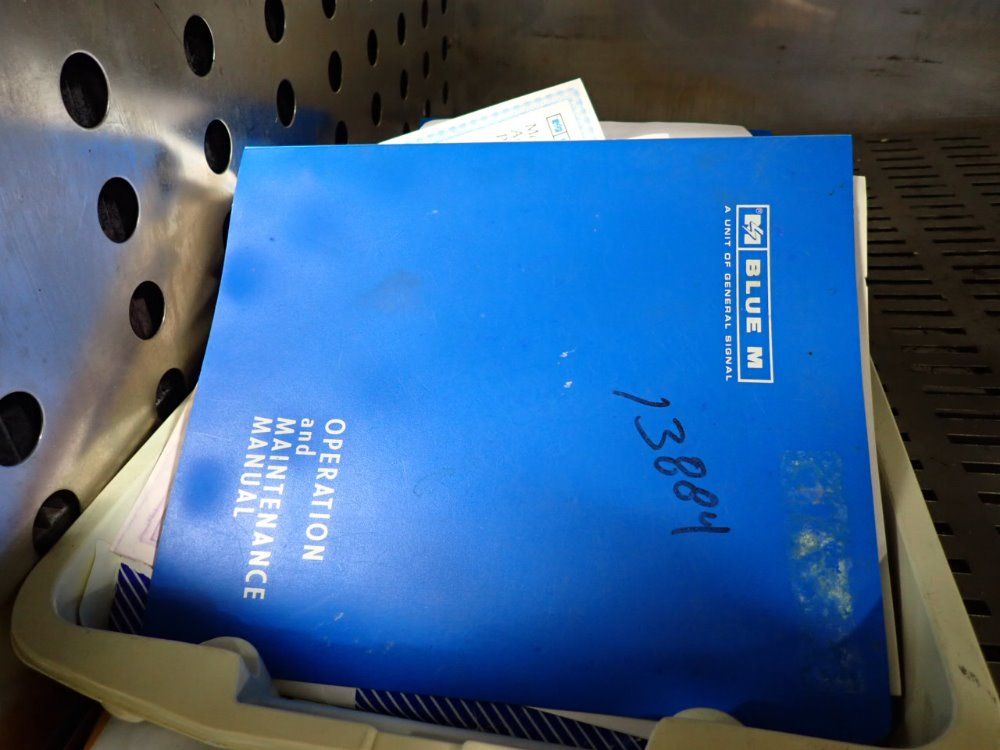 BLUE M
A UNIT OF GENERAL SIGNAL
13884
OPERATION
and
MAINTENANCE
MANUAL